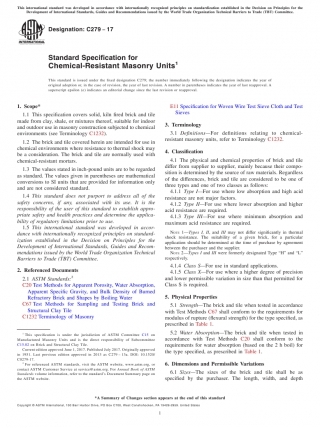 This international standard was developed in accordance with internationally recognized principles on standardization established in the Decision on Principles for the
Development of International Standards, Guides and Recommendations issued by the World Trade Organization Technical Barriers to Trade (TBT) Committee.
Designation: C279 − 17
Standard Specification for
Chemical-Resistant Masonry Units¹
This standard is issued under the fixed designation C279; the number immediately following the designation indicates the year of
original adoption or, in the case of revision, the year of last revision. A number in parentheses indicates the year of last reapproval. A
superscript epsilon (ε) indicates an editorial change since the last revision or reapproval.
1. Scope*
1.1 This specification covers solid, kiln fired brick and tile
made from clay, shale, or mixtures thereof, suitable for indoor
and outdoor use in masonry construction subjected to chemical
environments (see Terminology C1232).
1.2 The brick and tile covered herein are intended for use in
chemical environments where resistance to thermal shock may
be a consideration. The brick and tile are normally used with
chemical-resistant mortars.
1.3 The values stated in inch-pound units are to be regarded
as standard. The values given in parentheses are mathematical
conversions to SI units that are provided for information only
and are not considered standard.
1.4 This standard does not purport to address all of the
safety concerns, if any, associated with its use. It is the
responsibility of the user of this standard to establish appro-
priate safety and health practices and determine the applica-
bility of regulatory limitations prior to use.
1.5 This international standard was developed in accor-
dance with internationally recognized principles on standard-
ization established in the Decision on Principles for the
Development of International Standards, Guides and Recom-
mendations issued by the World Trade Organization Technical
Barriers to Trade (TBT) Committee.
2. Referenced Documents
2.1 ASTM Standards:²
C20 Test Methods for Apparent Porosity, Water Absorption,
Apparent Specific Gravity, and Bulk Density of Burned
Refractory Brick and Shapes by Boiling Water
C67 Test Methods for Sampling and Testing Brick and
Structural Clay Tile
C1232 Terminology of Masonry
¹ This specification is under the jurisdiction of ASTM Committee C15 on
Manufactured Masonry Units and is the direct responsibility of Subcommittee
C15.02 on Brick and Structural Clay Tile.
Current edition approved June 1, 2017. Published July 2017. Originally approved
in 1951. Last previous edition approved in 2013 as C279 – 13. DOI: 10.1520/
C0279-17.
² For referenced ASTM standards, visit the ASTM website, www.astm.org, or
contact ASTM Customer Service at service@astm.org. For Annual Book of ASTM
Standards volume information, refer to the standard's Document Summary page on
the ASTM website.
E11 Specification for Woven Wire Test Sieve Cloth and Test
Sieves
3. Terminology
3.1 Definitions—For definitions relating to chemical-
resistant masonry units, refer to Terminology C1232.
4. Classification
4.1 The physical and chemical properties of brick and tile
differ from supplier to supplier, mainly because their compo-
sition is determined by the source of raw materials. Regardless
of the differences, brick and tile are considered to be one of
three types and one of two classes as follows:
4.1.1 Type I—For use where low absorption and high acid
resistance are not major factors.
4.1.2 Type II—For use where lower absorption and higher
acid resistance are required.
4.1.3 Type III—For use where minimum absorption and
maximum acid resistance are required.
NOTE 1—Types I, II, and III may not differ significantly in thermal
shock resistance. The suitability of a given brick, for a particular
application should be determined at the time of purchase by agreement
between the purchaser and the supplier.
NOTE 2—Types I and II were formerly designated Type "H" and "L"
respectively.
4.1.4 Class S—For use in standard applications.
4.1.5 Class X—For use where a higher degree of precision
and lower permissible variation in size than that permitted for
Class S is required.
5. Physical Properties
5.1 Strength—The brick and tile when tested in accordance
with Test Methods C67 shall conform to the requirements for
modulus of rupture (flexural strength) for the type specified, as
prescribed in Table 1.
5.2 Water Absorption—The brick and tile when tested in
accordance with Test Methods C20 shall conform to the
requirements for water absorption (based on the 2 h boil) for
the type specified, as prescribed in Table 1.
6. Dimensions and Permissible Variations
6.1 Size—The sizes of the brick and tile shall be as
specified by the purchaser. The length, width, and depth
*A Summary of Changes section appears at the end of this standard
Copyright © ASTM International, 100 Barr Harbor Drive, PO Box C700, West Conshohocken, PA 19428-2959. United States
1